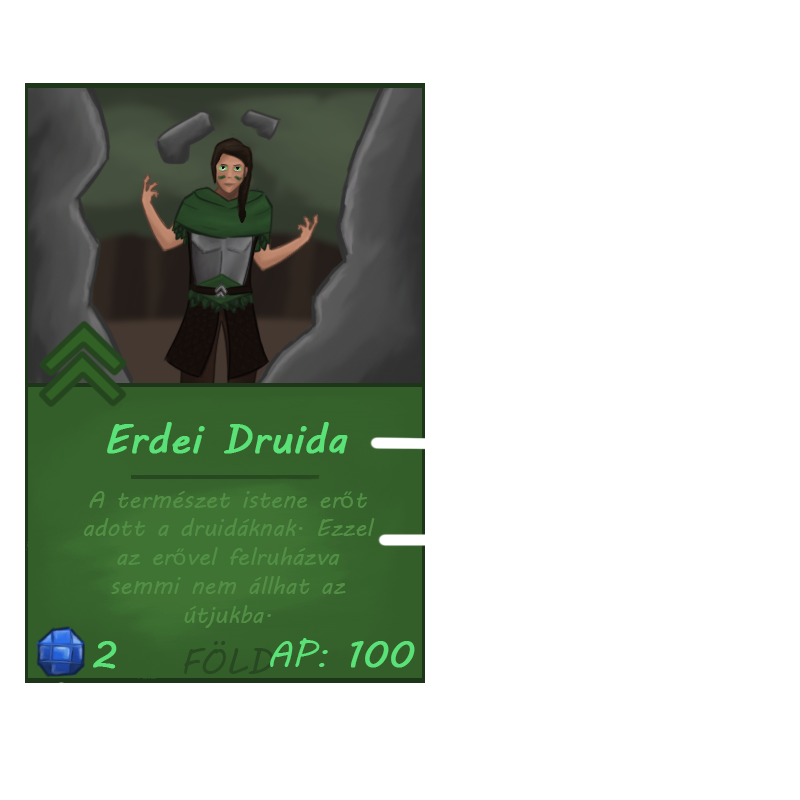 Erdei Druida
A természet istene erőt
adott a druidáknak. Ezzel
az erővel felruházva
semmi nem állhat az
útjukba.
2 FÖLD AP: 100